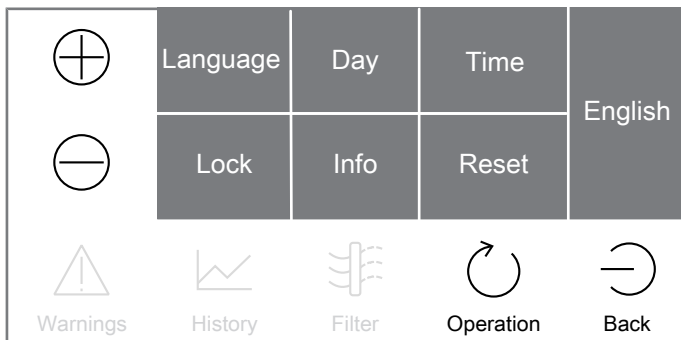 Language Day Time
English
Lock Info Reset
Warnings History Filter Operation Back